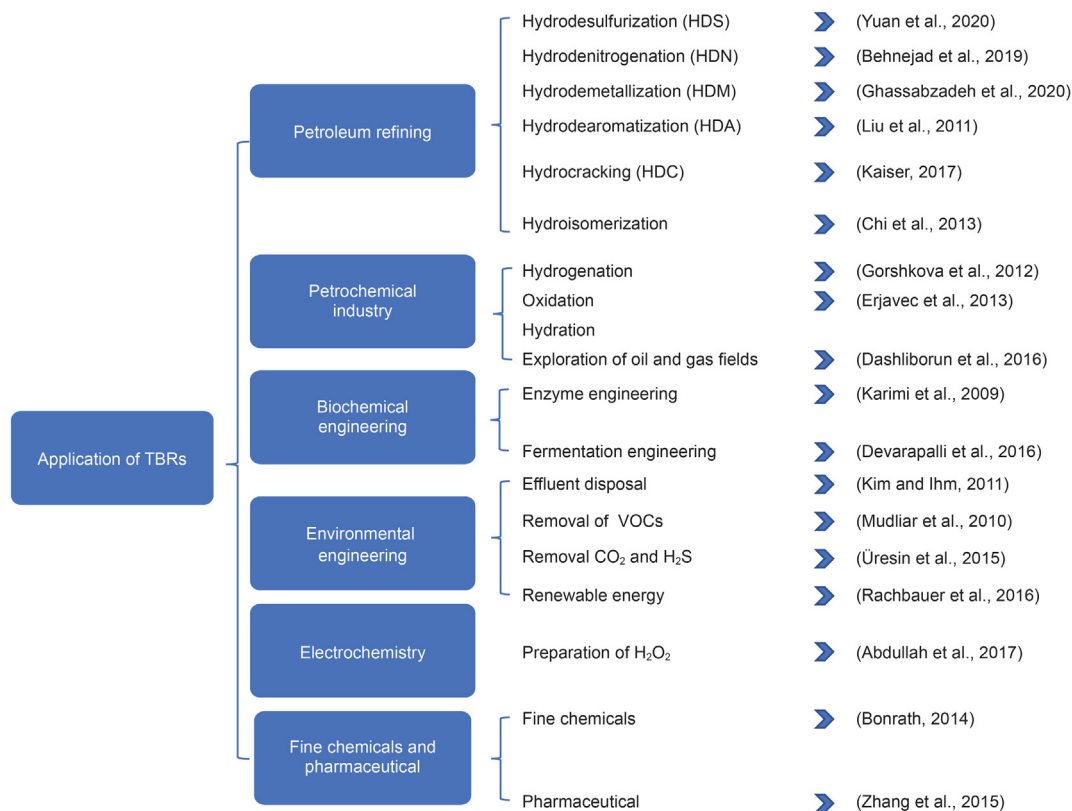 Application of TBRs
Petroleum refining
Hydrodesulfurization (HDS) (Yuan et al., 2020)
Hydrodenitrogenation (HDN) (Behnejad et al., 2019)
Hydrodemetallization (HDM) (Ghassabzadeh et al., 2020)
Hydrodearomatization (HDA) (Liu et al., 2011)
Hydrocracking (HDC) (Kaiser, 2017)
Hydroisomerization (Chi et al., 2013)
Petrochemical
industry
Hydrogenation (Gorshkova et al., 2012)
Oxidation (Erjavec et al., 2013)
Hydration
Exploration of oil and gas fields (Dashliborun et al., 2016)
Biochemical
engineering
Enzyme engineering (Karimi et al., 2009)
Fermentation engineering (Devarapalli et al., 2016)
Environmental
engineering
Effluent disposal (Kim and Ihm, 2011)
Removal of VOCs (Mudliar et al., 2010)
Removal CO₂ and H₂S (Üresin et al., 2015)
Renewable energy (Rachbauer et al., 2016)
Electrochemistry
Preparation of H₂O₂ (Abdullah et al., 2017)
Fine chemicals and
pharmaceutical
Fine chemicals (Bonrath, 2014)
Pharmaceutical (Zhang et al., 2015)